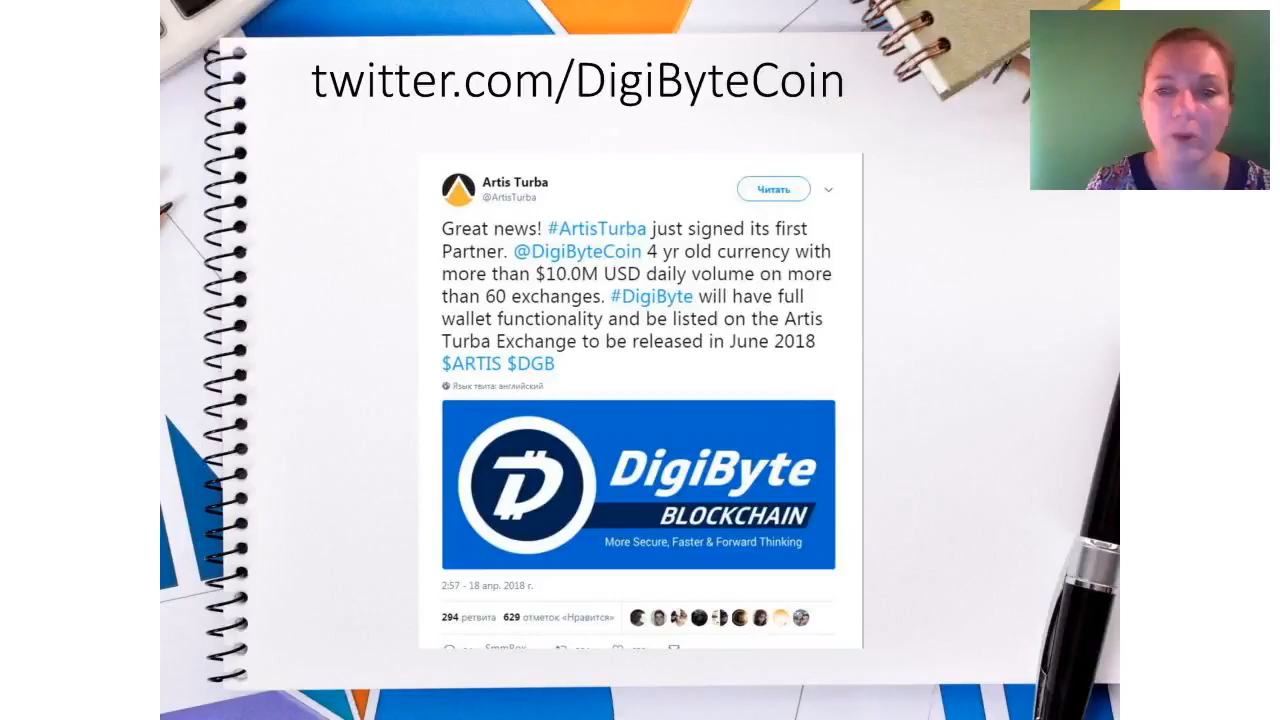 twitter.com/DigiByteCoin
Artis Turba
@ArtisTurba
Читать
Great news! #ArtisTurba just signed its first
Partner. @DigiByteCoin 4 yr old currency with
more than $10.0M USD daily volume on more
than 60 exchanges. #DigiByte will have full
wallet functionality and be listed on the Artis
Turba Exchange to be released in June 2018
$ARTIS $DGB
Язык твита: английский
DigiByte
BLOCKCHAIN
More Secure, Faster & Forward Thinking
2:57 - 18 апр. 2018 г.
294 ретвита 629 отметок «Нравится»